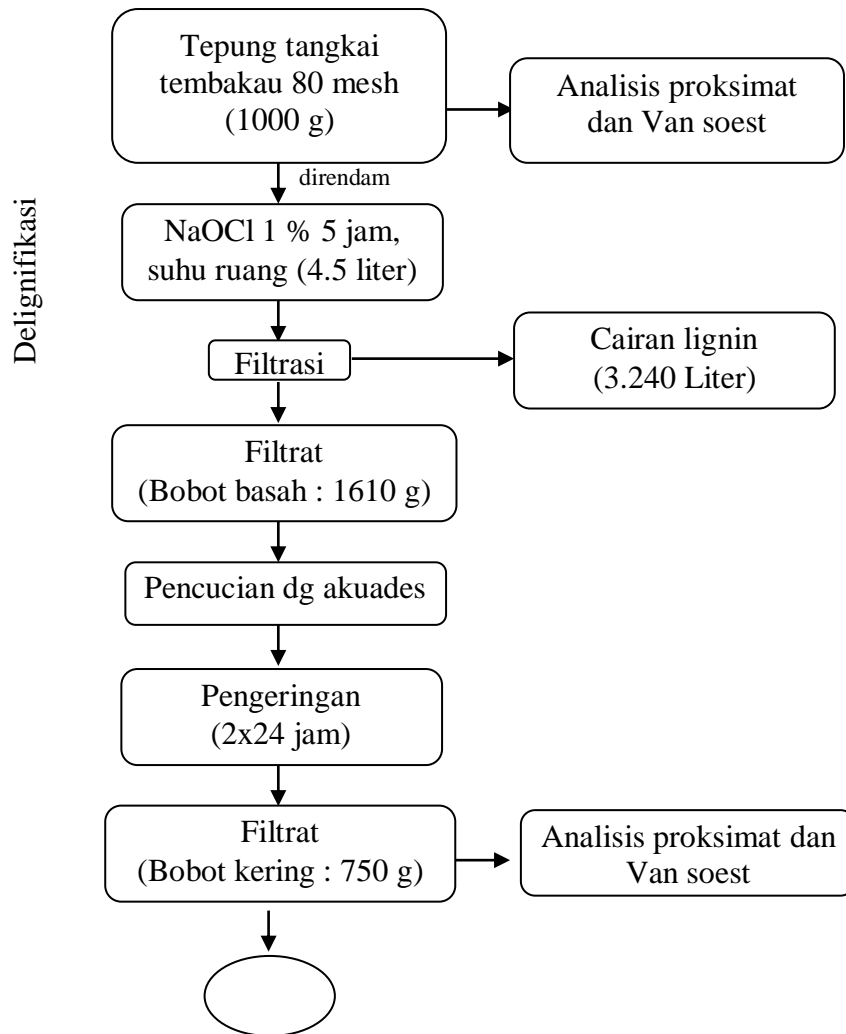 Tepung tangkai
tembakau 80 mesh
(1000 g)
Analisis proksimat
dan Van soest
direndam
Delignifikasi
NaOCl 1 % 5 jam,
suhu ruang (4.5 liter)
Filtrasi
Cairan lignin
(3.240 Liter)
Filtrat
(Bobot basah : 1610 g)
Pencucian dg akuades
Pengeringan
(2x24 jam)
Filtrat
(Bobot kering : 750 g)
Analisis proksimat dan
Van soest